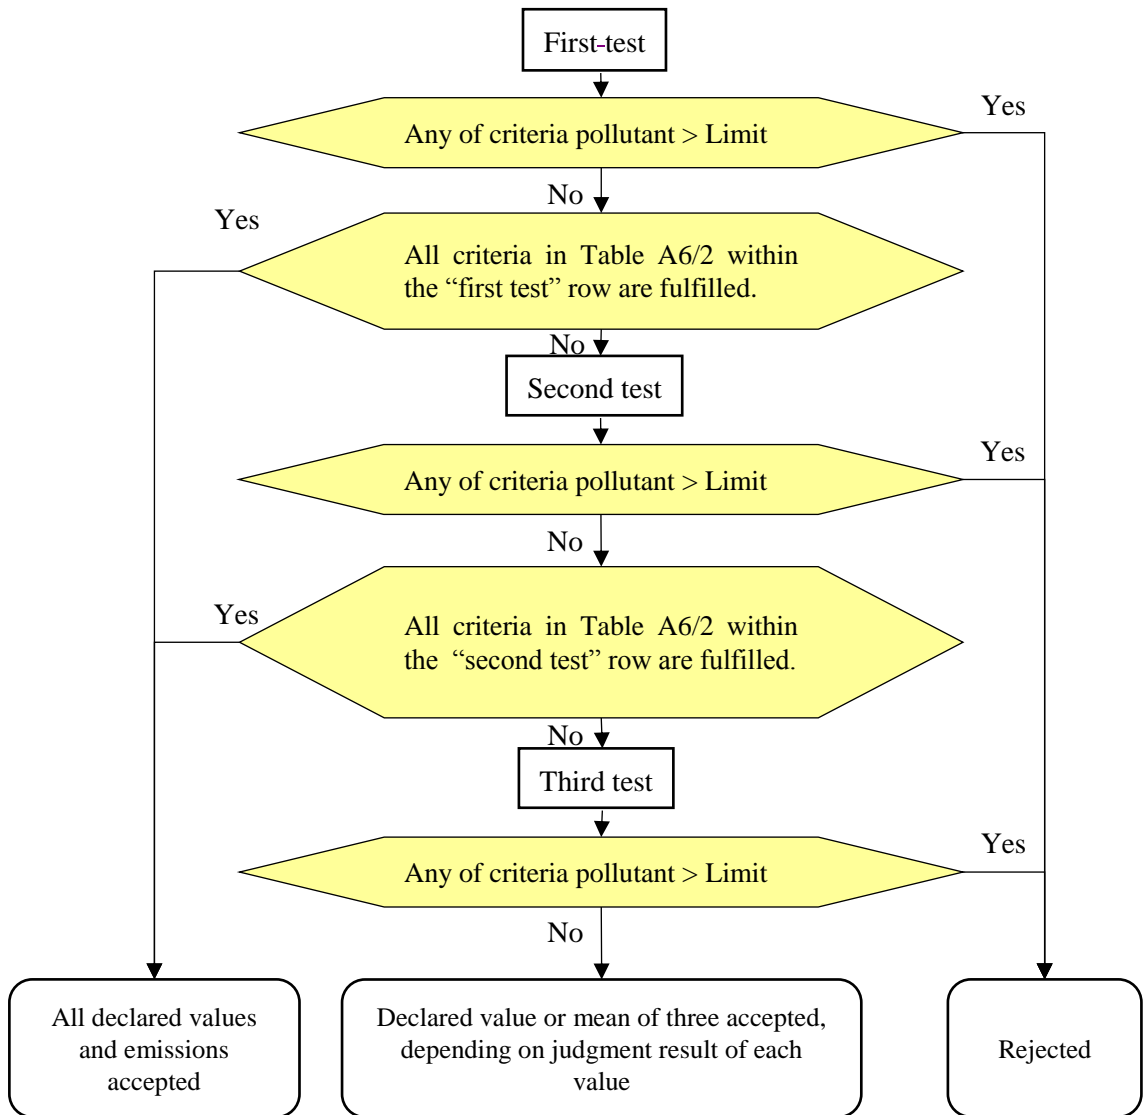 First-test
Any of criteria pollutant > Limit
Yes
No
Yes
All criteria in Table A6/2 within
the “first test” row are fulfilled.
No
Second test
Any of criteria pollutant > Limit
Yes
No
Yes
All criteria in Table A6/2 within
the “second test” row are fulfilled.
No
Third test
Any of criteria pollutant > Limit
Yes
No
All declared values
and emissions
accepted
Declared value or mean of three accepted,
depending on judgment result of each
value
Rejected